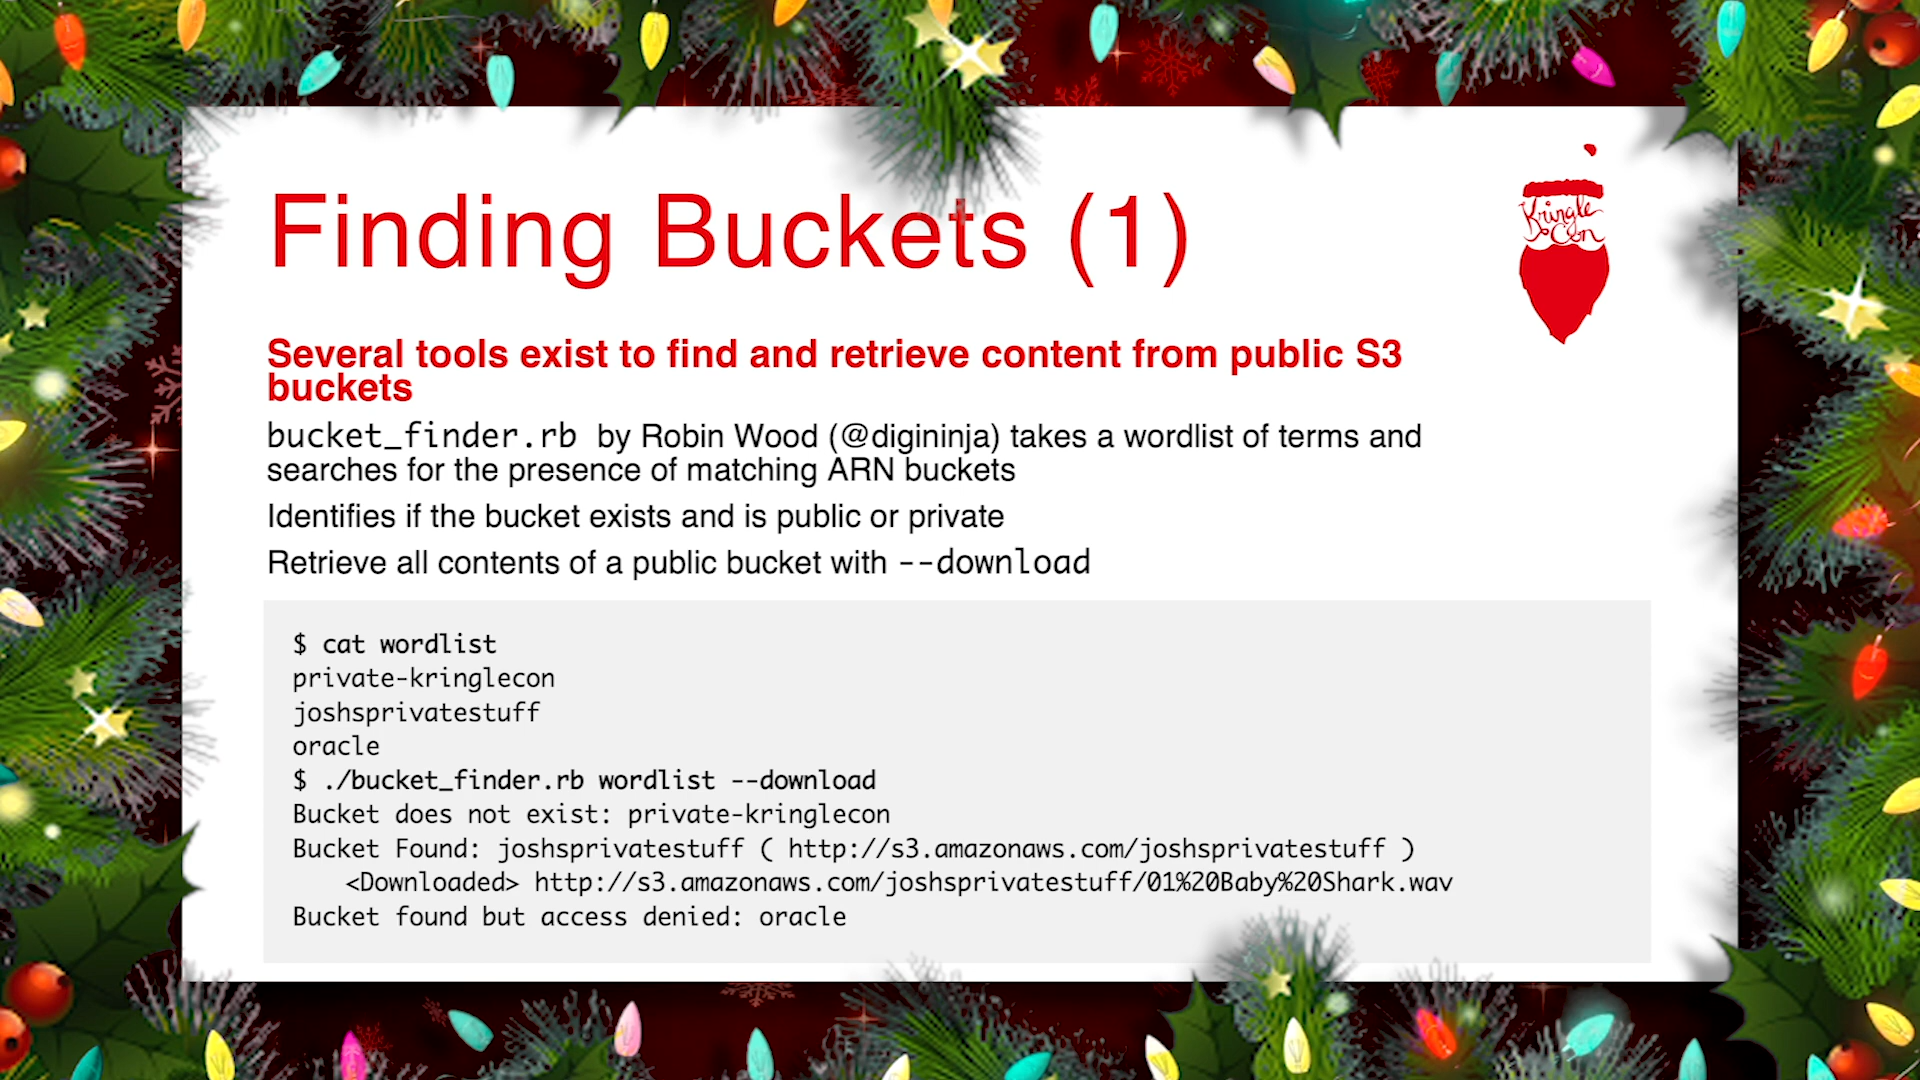 Finding Buckets (1)
Kringle
Con
Several tools exist to find and retrieve content from public S3
buckets
bucket_finder.rb by Robin Wood (@digininja) takes a wordlist of terms and
searches for the presence of matching ARN buckets
Identifies if the bucket exists and is public or private
Retrieve all contents of a public bucket with --download
$ cat wordlist
private-kringlecon
joshsprivatestuff
oracle
$ ./bucket_finder.rb wordlist --download
Bucket does not exist: private-kringlecon
Bucket Found: joshsprivatestuff ( http://s3.amazonaws.com/joshsprivatestuff )
<Downloaded> http://s3.amazonaws.com/joshsprivatestuff/01%20Baby%20Shark.wav
Bucket found but access denied: oracle